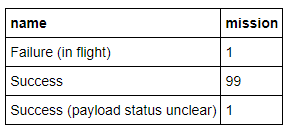 name mission
Failure (in flight) 1
Success 99
Success (payload status unclear) 1